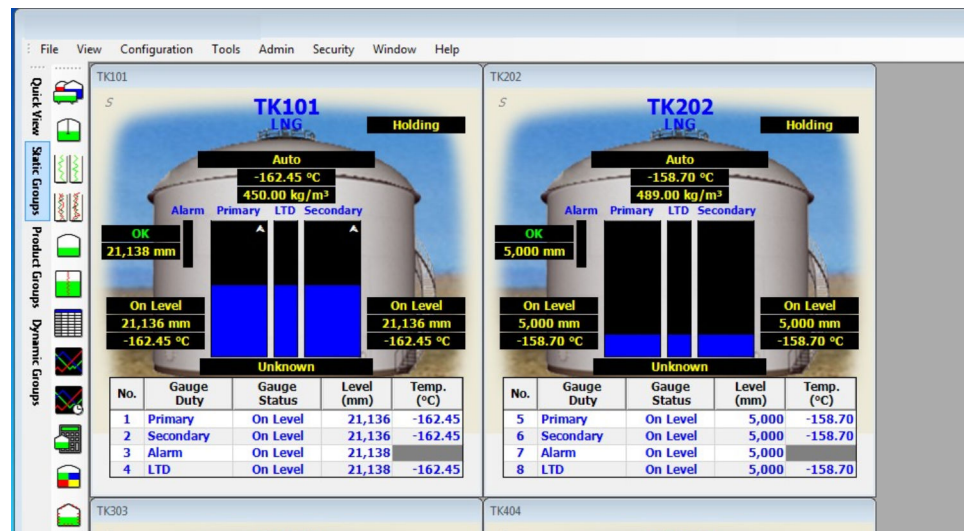 File View Configuration Tools Admin Security Window Help
Quick View
Static Groups
Product Groups
Dynamic Groups
TK101
S
TK101
LNG
Holding
Auto
-162.45 °C
450.00 kg/m³
Alarm Primary LTD Secondary
OK
21,138 mm
On Level
21,136 mm
-162.45 °C
On Level
21,136 mm
-162.45 °C
Unknown
No. Gauge Duty Gauge Status Level (mm) Temp. (°C)
1 Primary On Level 21,136 -162.45
2 Secondary On Level 21,136 -162.45
3 Alarm On Level 21,138
4 LTD On Level 21,138 -162.45
TK202
S
TK202
LNG
Holding
Auto
-158.70 °C
489.00 kg/m³
Alarm Primary LTD Secondary
OK
5,000 mm
On Level
5,000 mm
-158.70 °C
On Level
5,000 mm
-158.70 °C
Unknown
No. Gauge Duty Gauge Status Level (mm) Temp. (°C)
5 Primary On Level 5,000 -158.70
6 Secondary On Level 5,000 -158.70
7 Alarm On Level 5,000
8 LTD On Level 5,000 -158.70
TK303
TK404